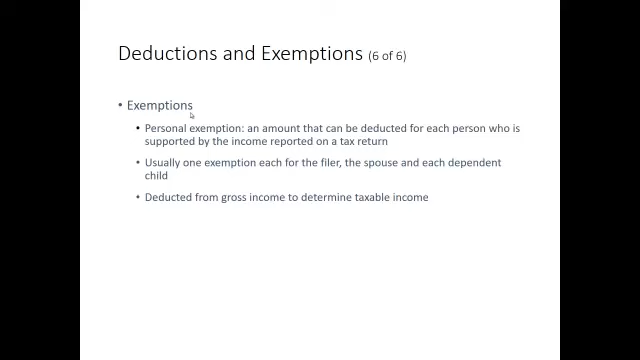 Deductions and Exemptions (6 of 6)
• Exemptions
• Personal exemption: an amount that can be deducted for each person who is
supported by the income reported on a tax return
• Usually one exemption each for the filer, the spouse and each dependent
child
• Deducted from gross income to determine taxable income